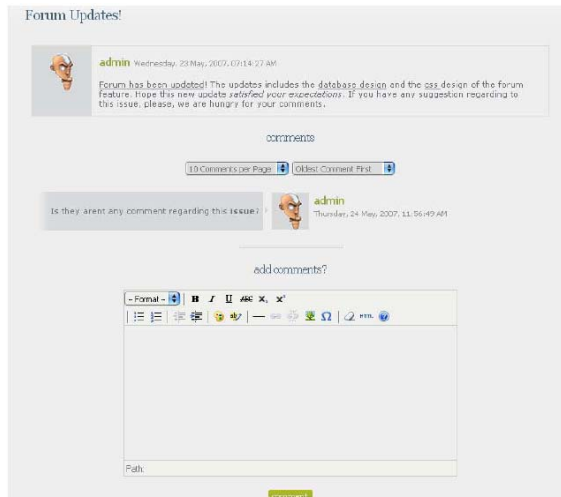 Forum Updates!
admin Wednesday, 23 May, 2007, 07:14:27 AM
Forum has been updated! The updates includes the database design and the css design of the forum
feature. Hope this new update satisfied your expectations. If you have any suggestion regarding to
this issue, please, we are hungry for your comments.
comments
10 Comments per Page Oldest Comment First
Is they arent any comment regarding this issue?
admin
Thursday, 24 May, 2007, 11:56:49 AM
add comments?
- Format - B I U ABC X, x²
HTML
Path:
comment